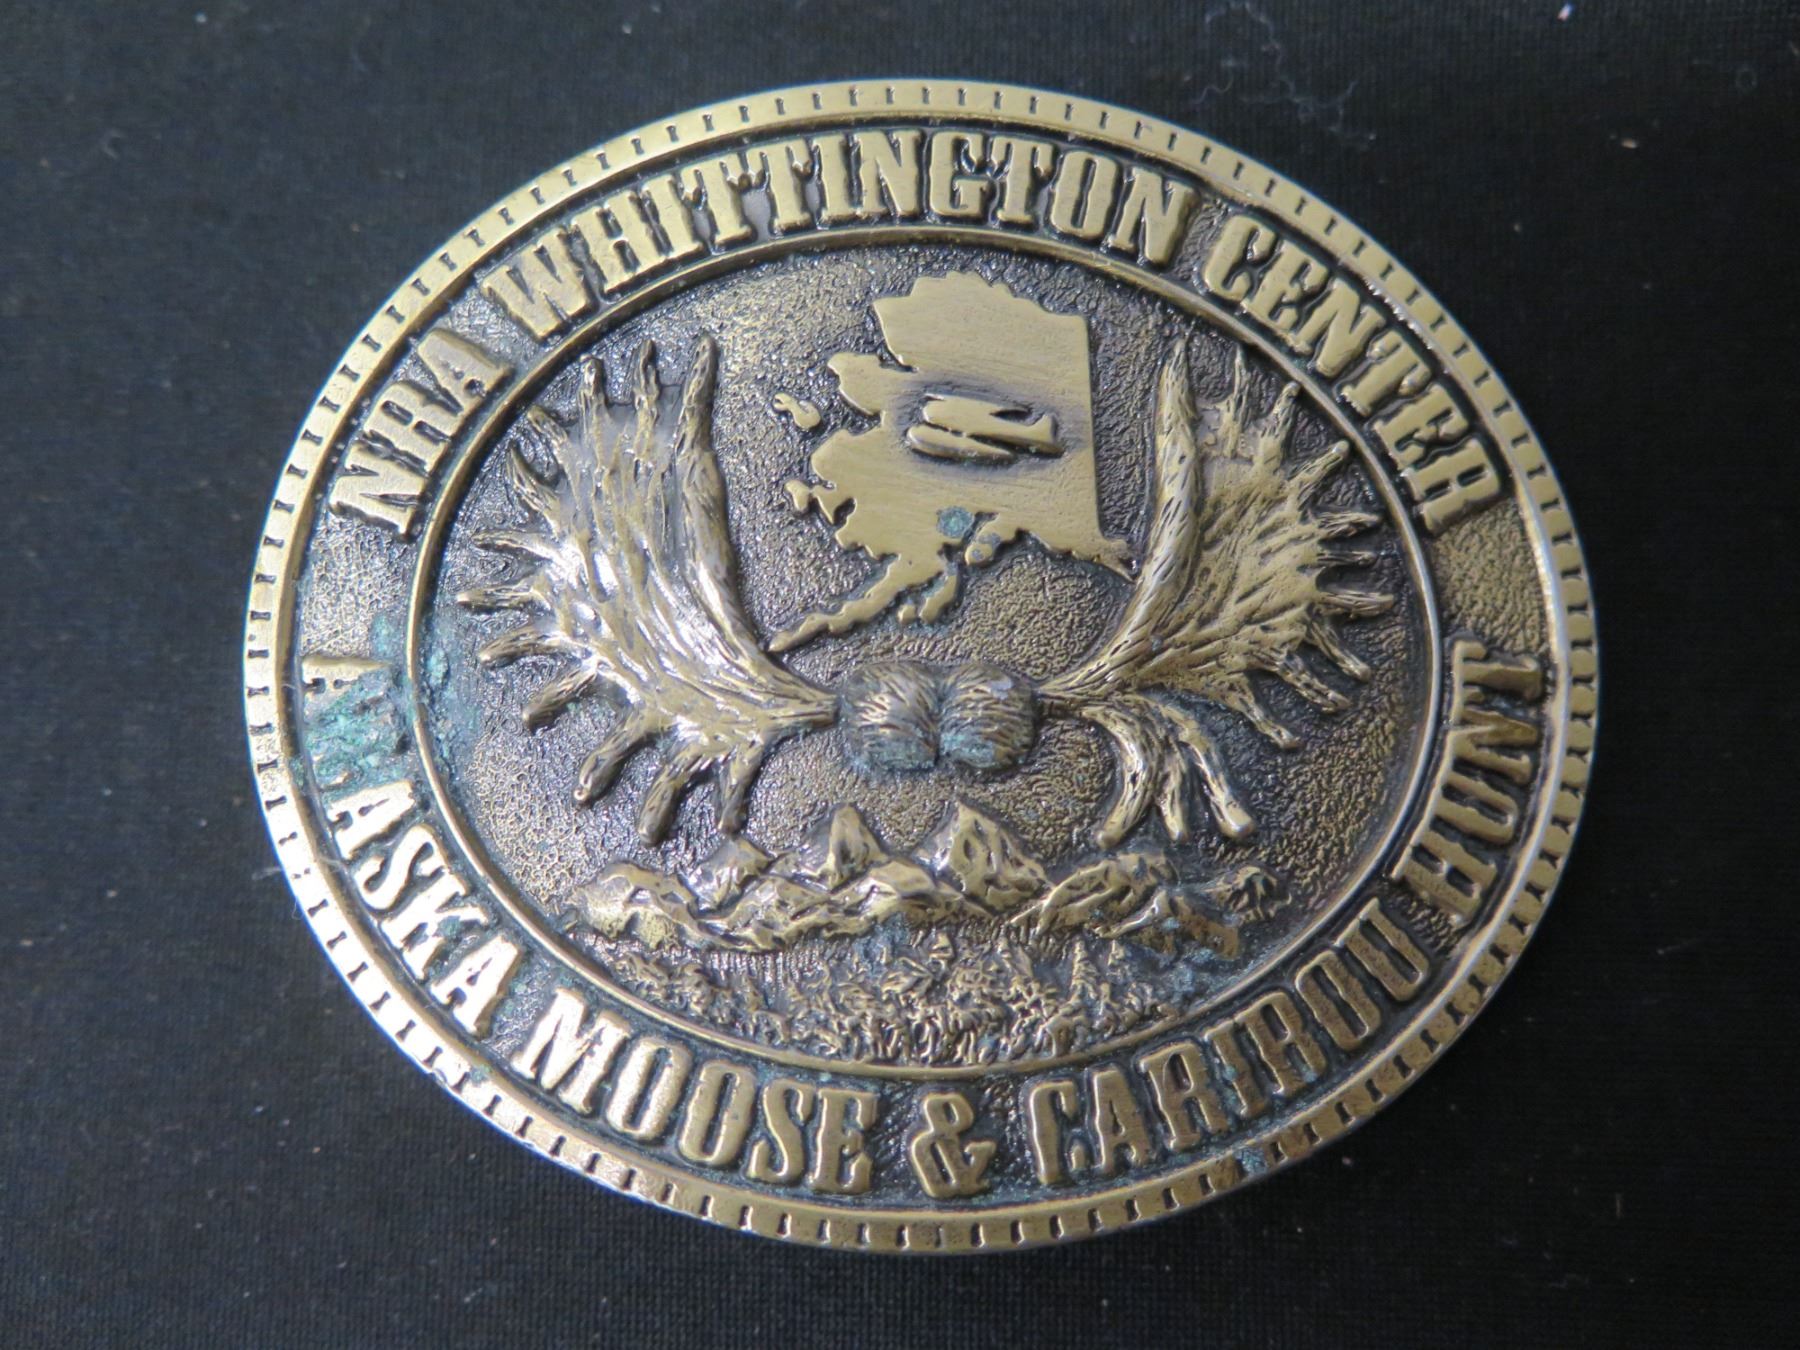 NRA WHITTINGTON CENTER
W
ALASKA MOOSE & CARIBOU HUNT